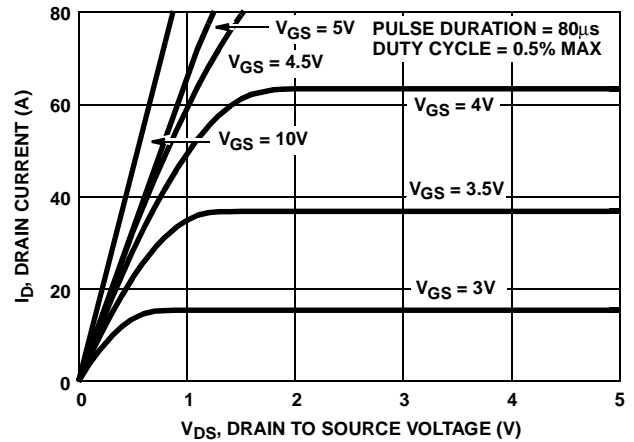 80
60
40
20
0
I_D, DRAIN CURRENT (A)
V_GS = 5V
V_GS = 4.5V
V_GS = 10V
PULSE DURATION = 80μs
DUTY CYCLE = 0.5% MAX
V_GS = 4V
V_GS = 3.5V
V_GS = 3V
0 1 2 3 4 5
V_DS, DRAIN TO SOURCE VOLTAGE (V)